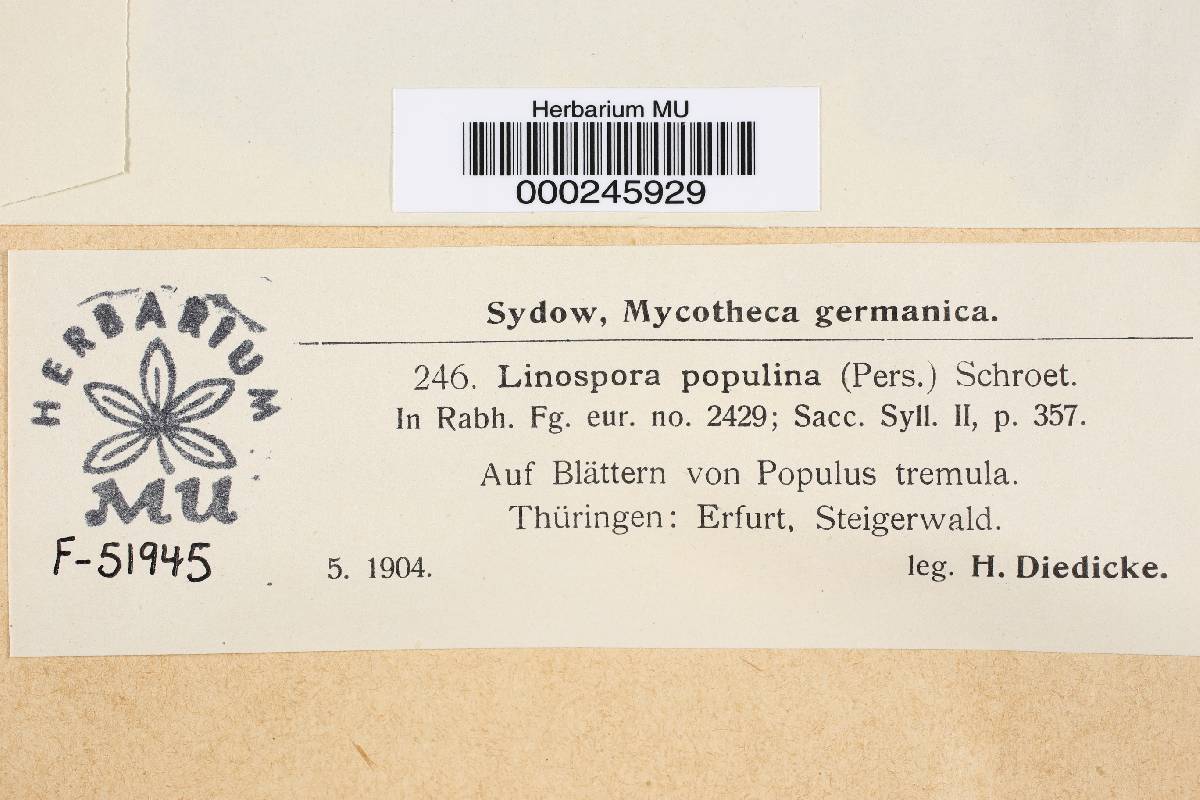 Herbarium MU
000245929
HERBARIUM
MU
F-51945
Sydow, Mycotheca germanica.
246. Linospora populina (Pers.) Schroet.
In Rabh. Fg. eur. no. 2429; Sacc. Syll. II, p. 357.
Auf Blättern von Populus tremula.
Thüringen: Erfurt, Steigerwald.
5. 1904. leg. H. Diedicke.